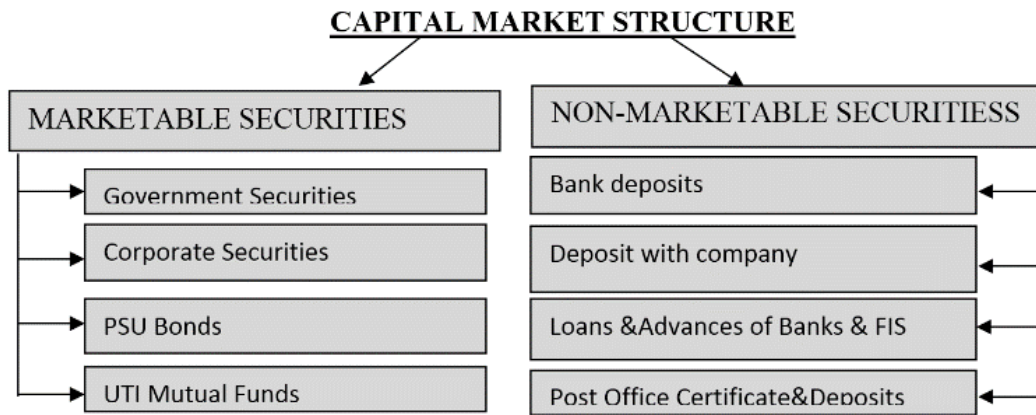 CAPITAL MARKET STRUCTURE
MARKETABLE SECURITIES
Government Securities
Corporate Securities
PSU Bonds
UTI Mutual Funds
NON-MARKETABLE SECURITIESS
Bank deposits
Deposit with company
Loans &Advances of Banks & FIS
Post Office Certificate&Deposits